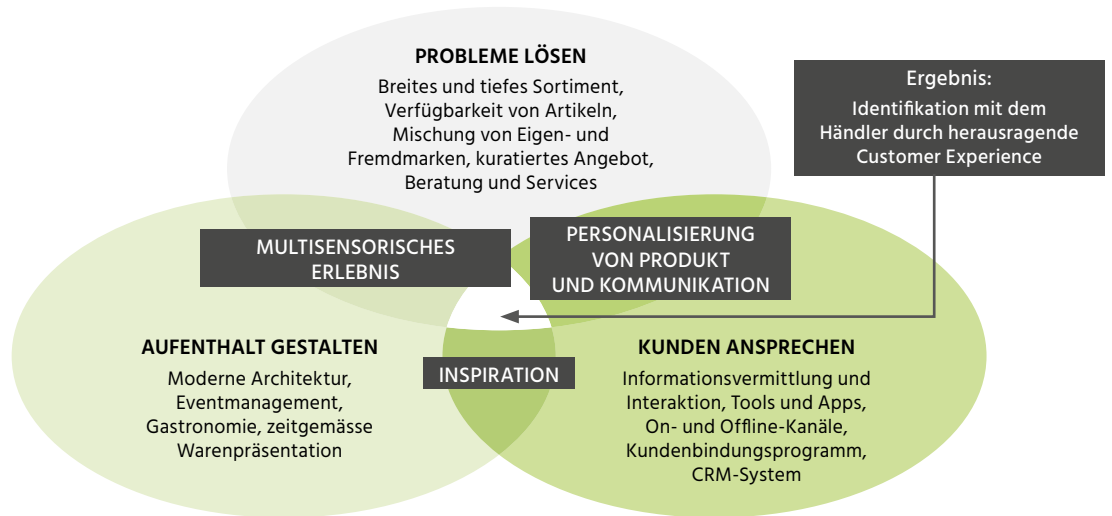 PROBLEME LÖSEN
Breites und tiefes Sortiment,
Verfügbarkeit von Artikeln,
Mischung von Eigen- und
Fremdmarken, kuratiertes Angebot,
Beratung und Services
Ergebnis:
Identifikation mit dem
Händler durch herausragende
Customer Experience
MULTISENSORISCHES
ERLEBNIS
PERSONALISIERUNG
VON PRODUKT
UND KOMMUNIKATION
AUFENTHALT GESTALTEN
Moderne Architektur,
Eventmanagement,
Gastronomie, zeitgemässe
Warenpräsentation
INSPIRATION
KUNDEN ANSPRECHEN
Informationsvermittlung und
Interaktion, Tools und Apps,
On- und Offline-Kanäle,
Kundenbindungsprogramm,
CRM-System